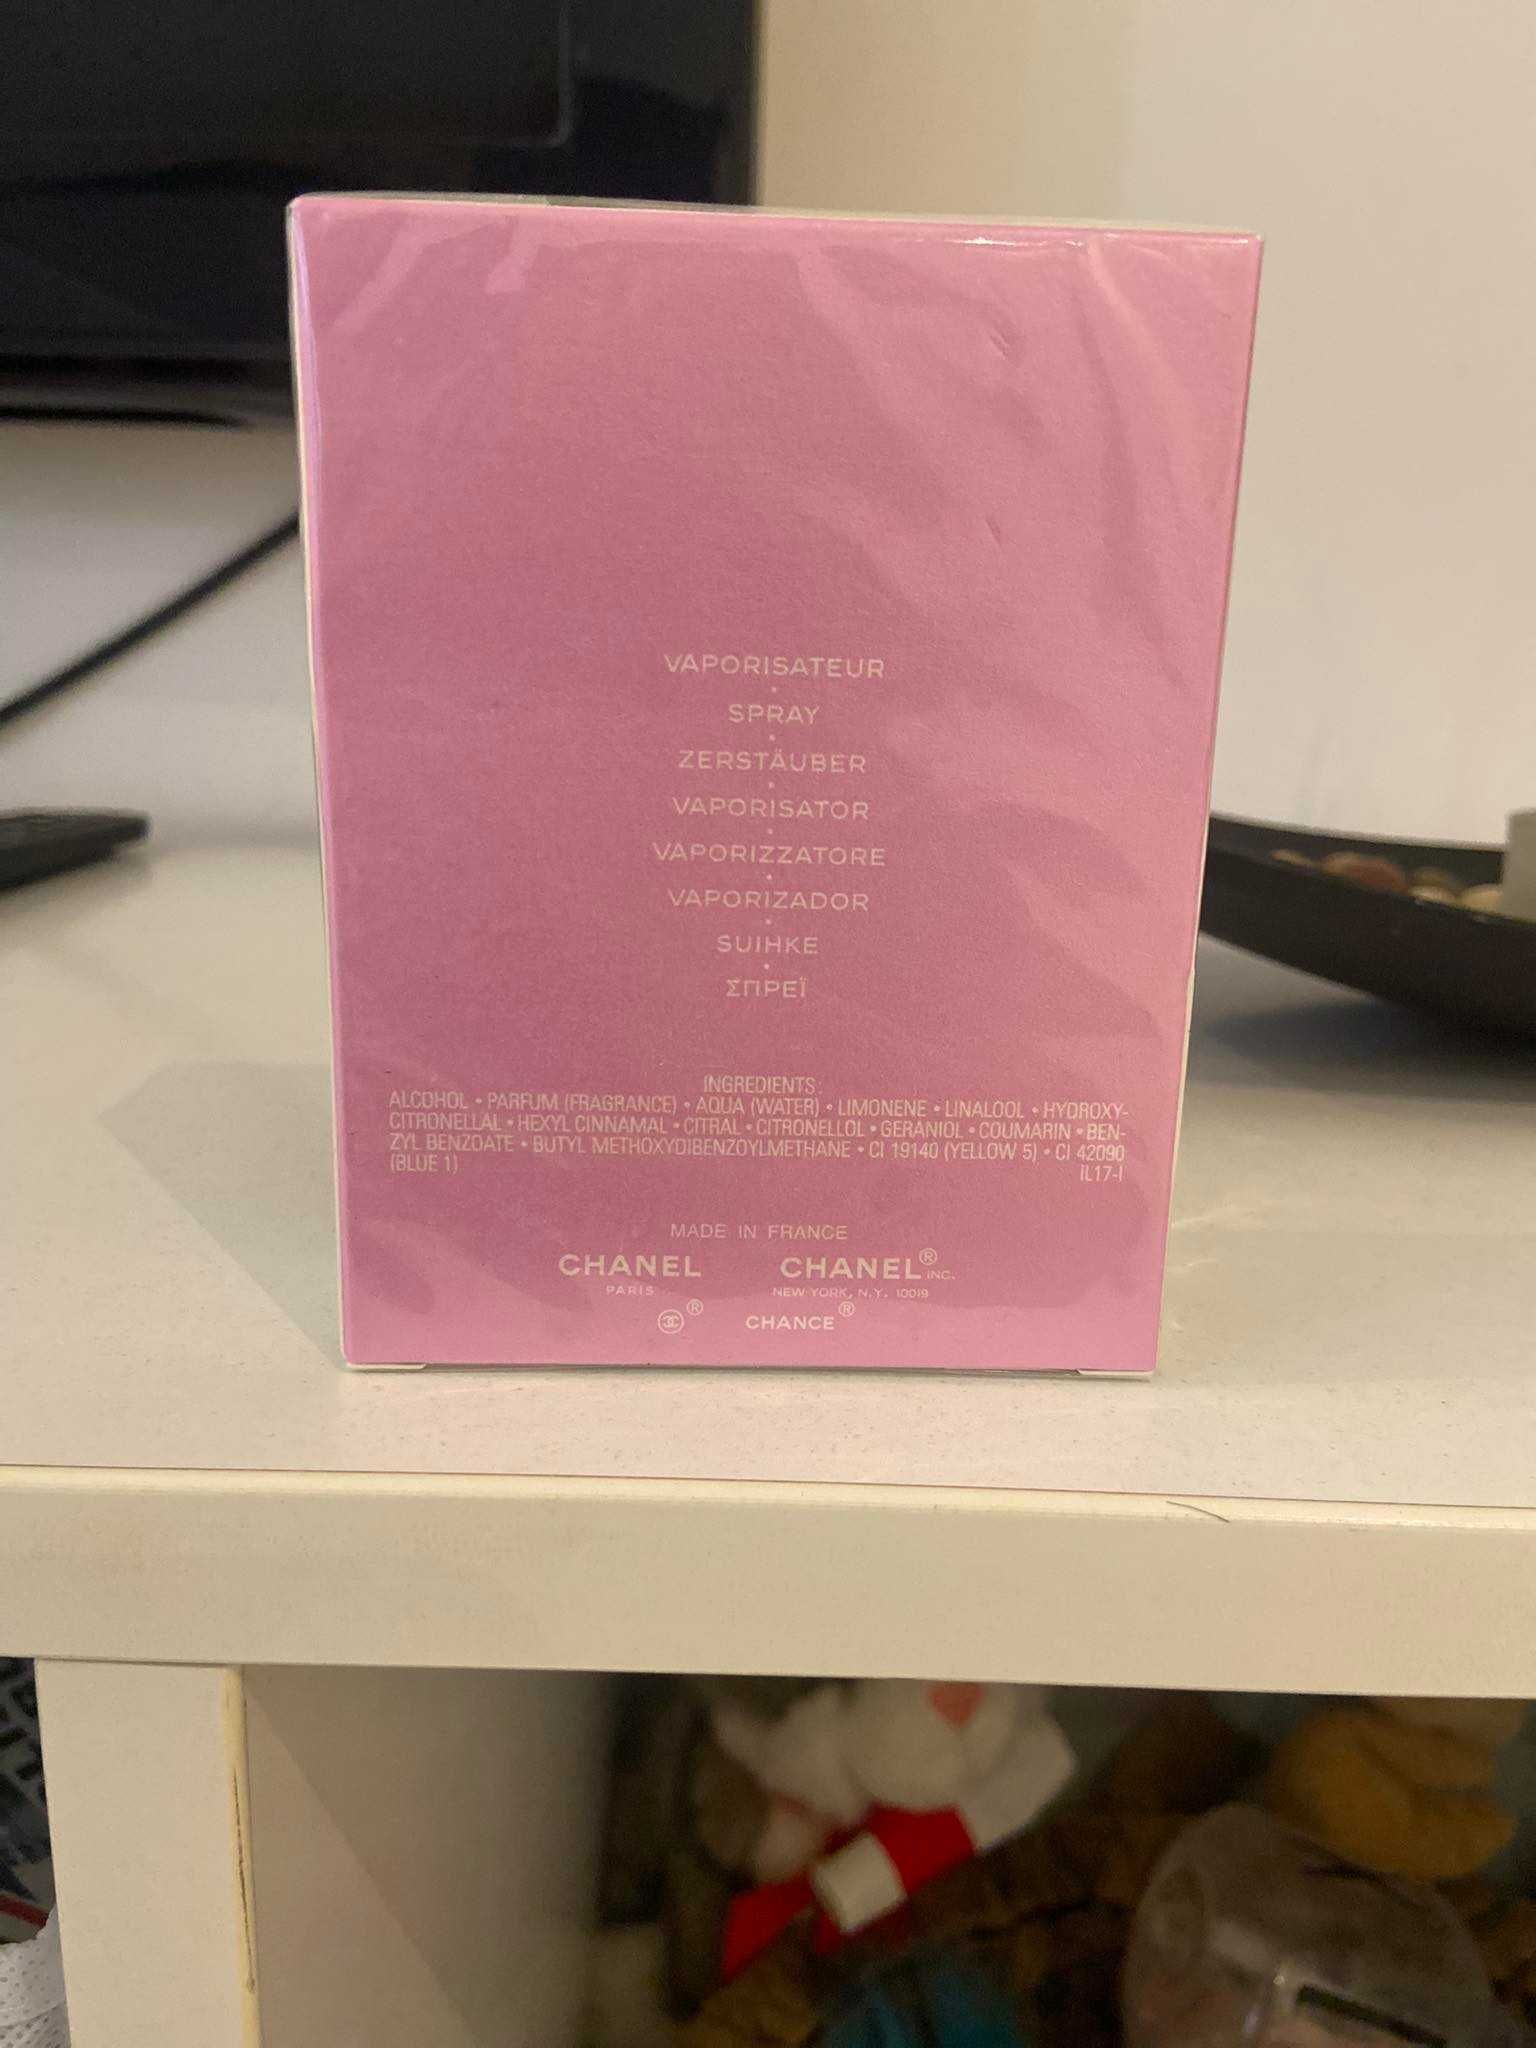 VAPORISATEUR
SPRAY
ZERSTÄUBER
VAPORISATOR
VAPORIZZATORE
VAPORIZADOR
SUIHKE
ΣΠΡΕΪ
INGREDIENTS:
ALCOHOL • PARFUM (FRAGRANCE) • AQUA (WATER) • LIMONENE • LINALOOL • HYDROXY-
CITRONELLAL • HEXYL CINNAMAL • CITRAL • CITRONELLOL • GERANIOL • COUMARIN • BEN-
ZYL BENZOATE • BUTYL METHOXYDIBENZOYLMETHANE • CI 19140 (YELLOW 5) • CI 42090
(BLUE 1) IL17-I
MADE IN FRANCE
CHANEL CHANEL® INC.
PARIS NEW YORK, N.Y. 10019
® CHANCE®